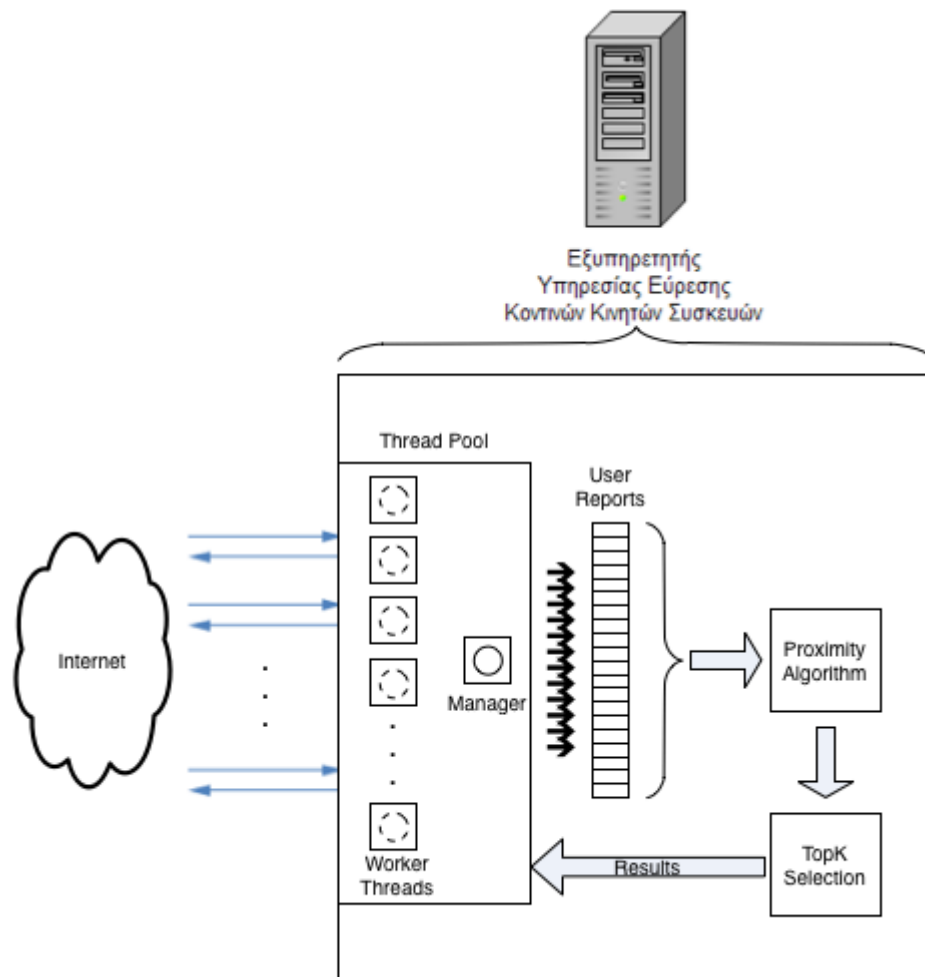 Εξυπηρετητής
Υπηρεσίας Εύρεσης
Κοντινών Κινητών Συσκευών
Thread Pool
User
Reports
Internet
Manager
Proximity
Algorithm
Worker
Threads
Results
TopK
Selection